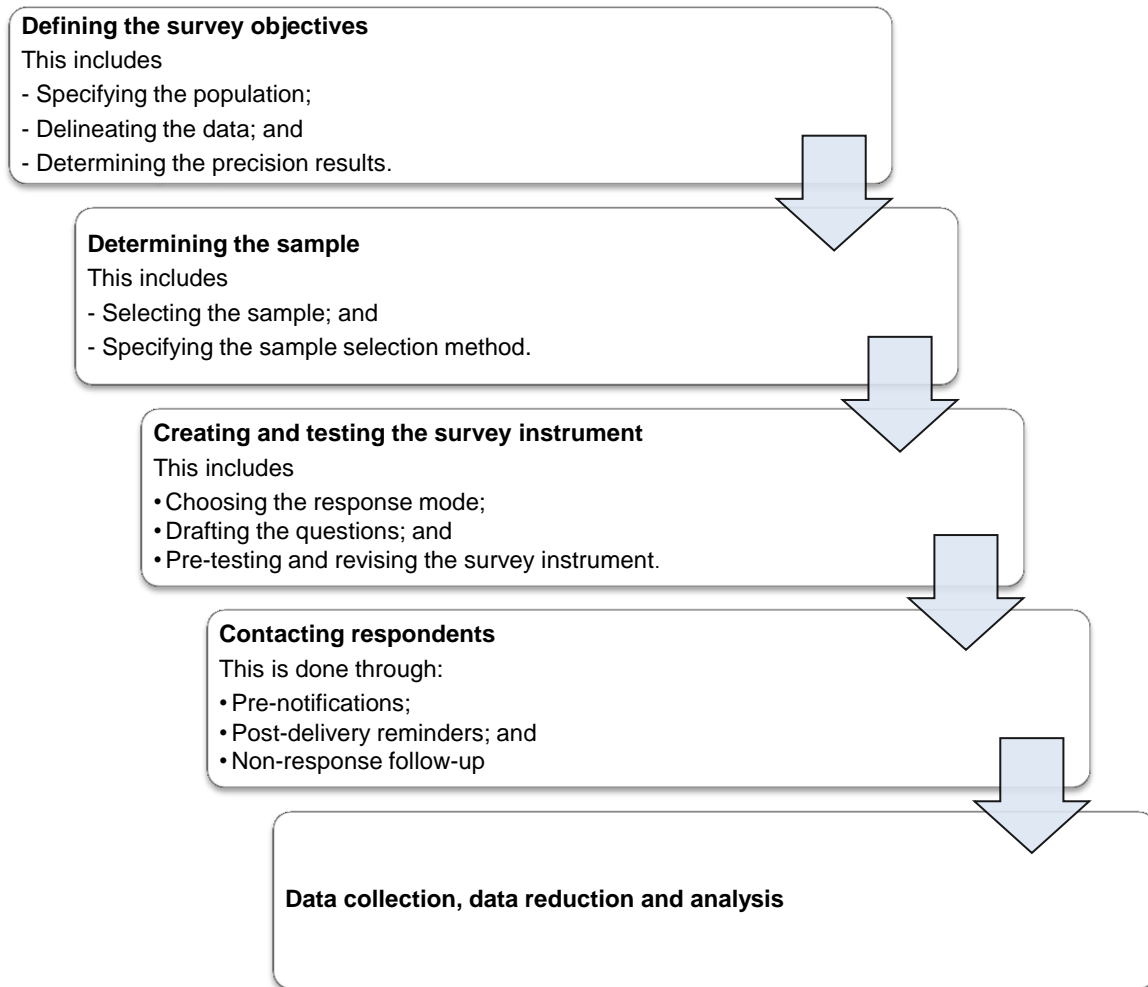 Defining the survey objectives
This includes
- Specifying the population;
- Delineating the data; and
- Determining the precision results.
Determining the sample
This includes
- Selecting the sample; and
- Specifying the sample selection method.
Creating and testing the survey instrument
This includes
• Choosing the response mode;
• Drafting the questions; and
• Pre-testing and revising the survey instrument.
Contacting respondents
This is done through:
• Pre-notifications;
• Post-delivery reminders; and
• Non-response follow-up
Data collection, data reduction and analysis